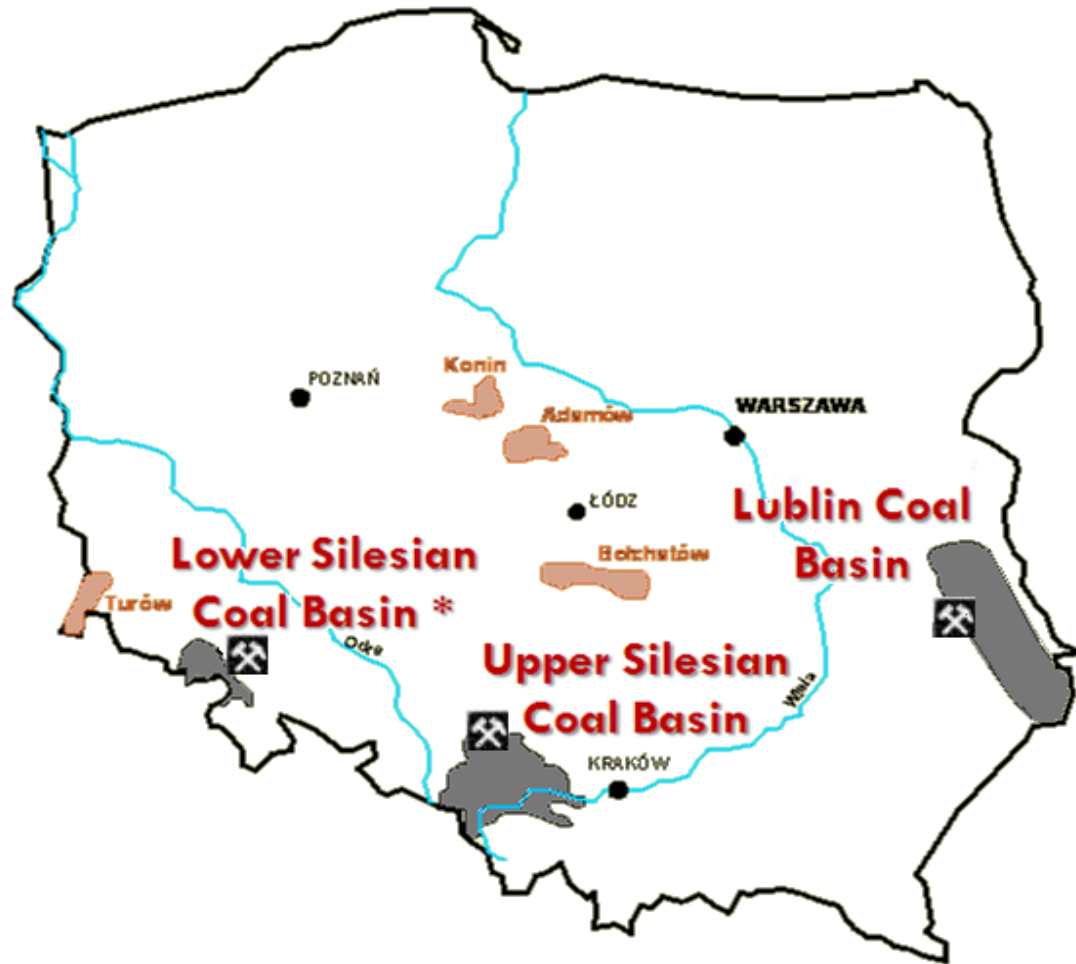 Konin
POZNAŃ
Adamów
WARSZAWA
Lublin Coal
Basin
ŁÓDZ
Lower Silesian
Coal Basin *
Bełchatów
Turów
Odra
Upper Silesian
Coal Basin
Wisła
KRAKÓW